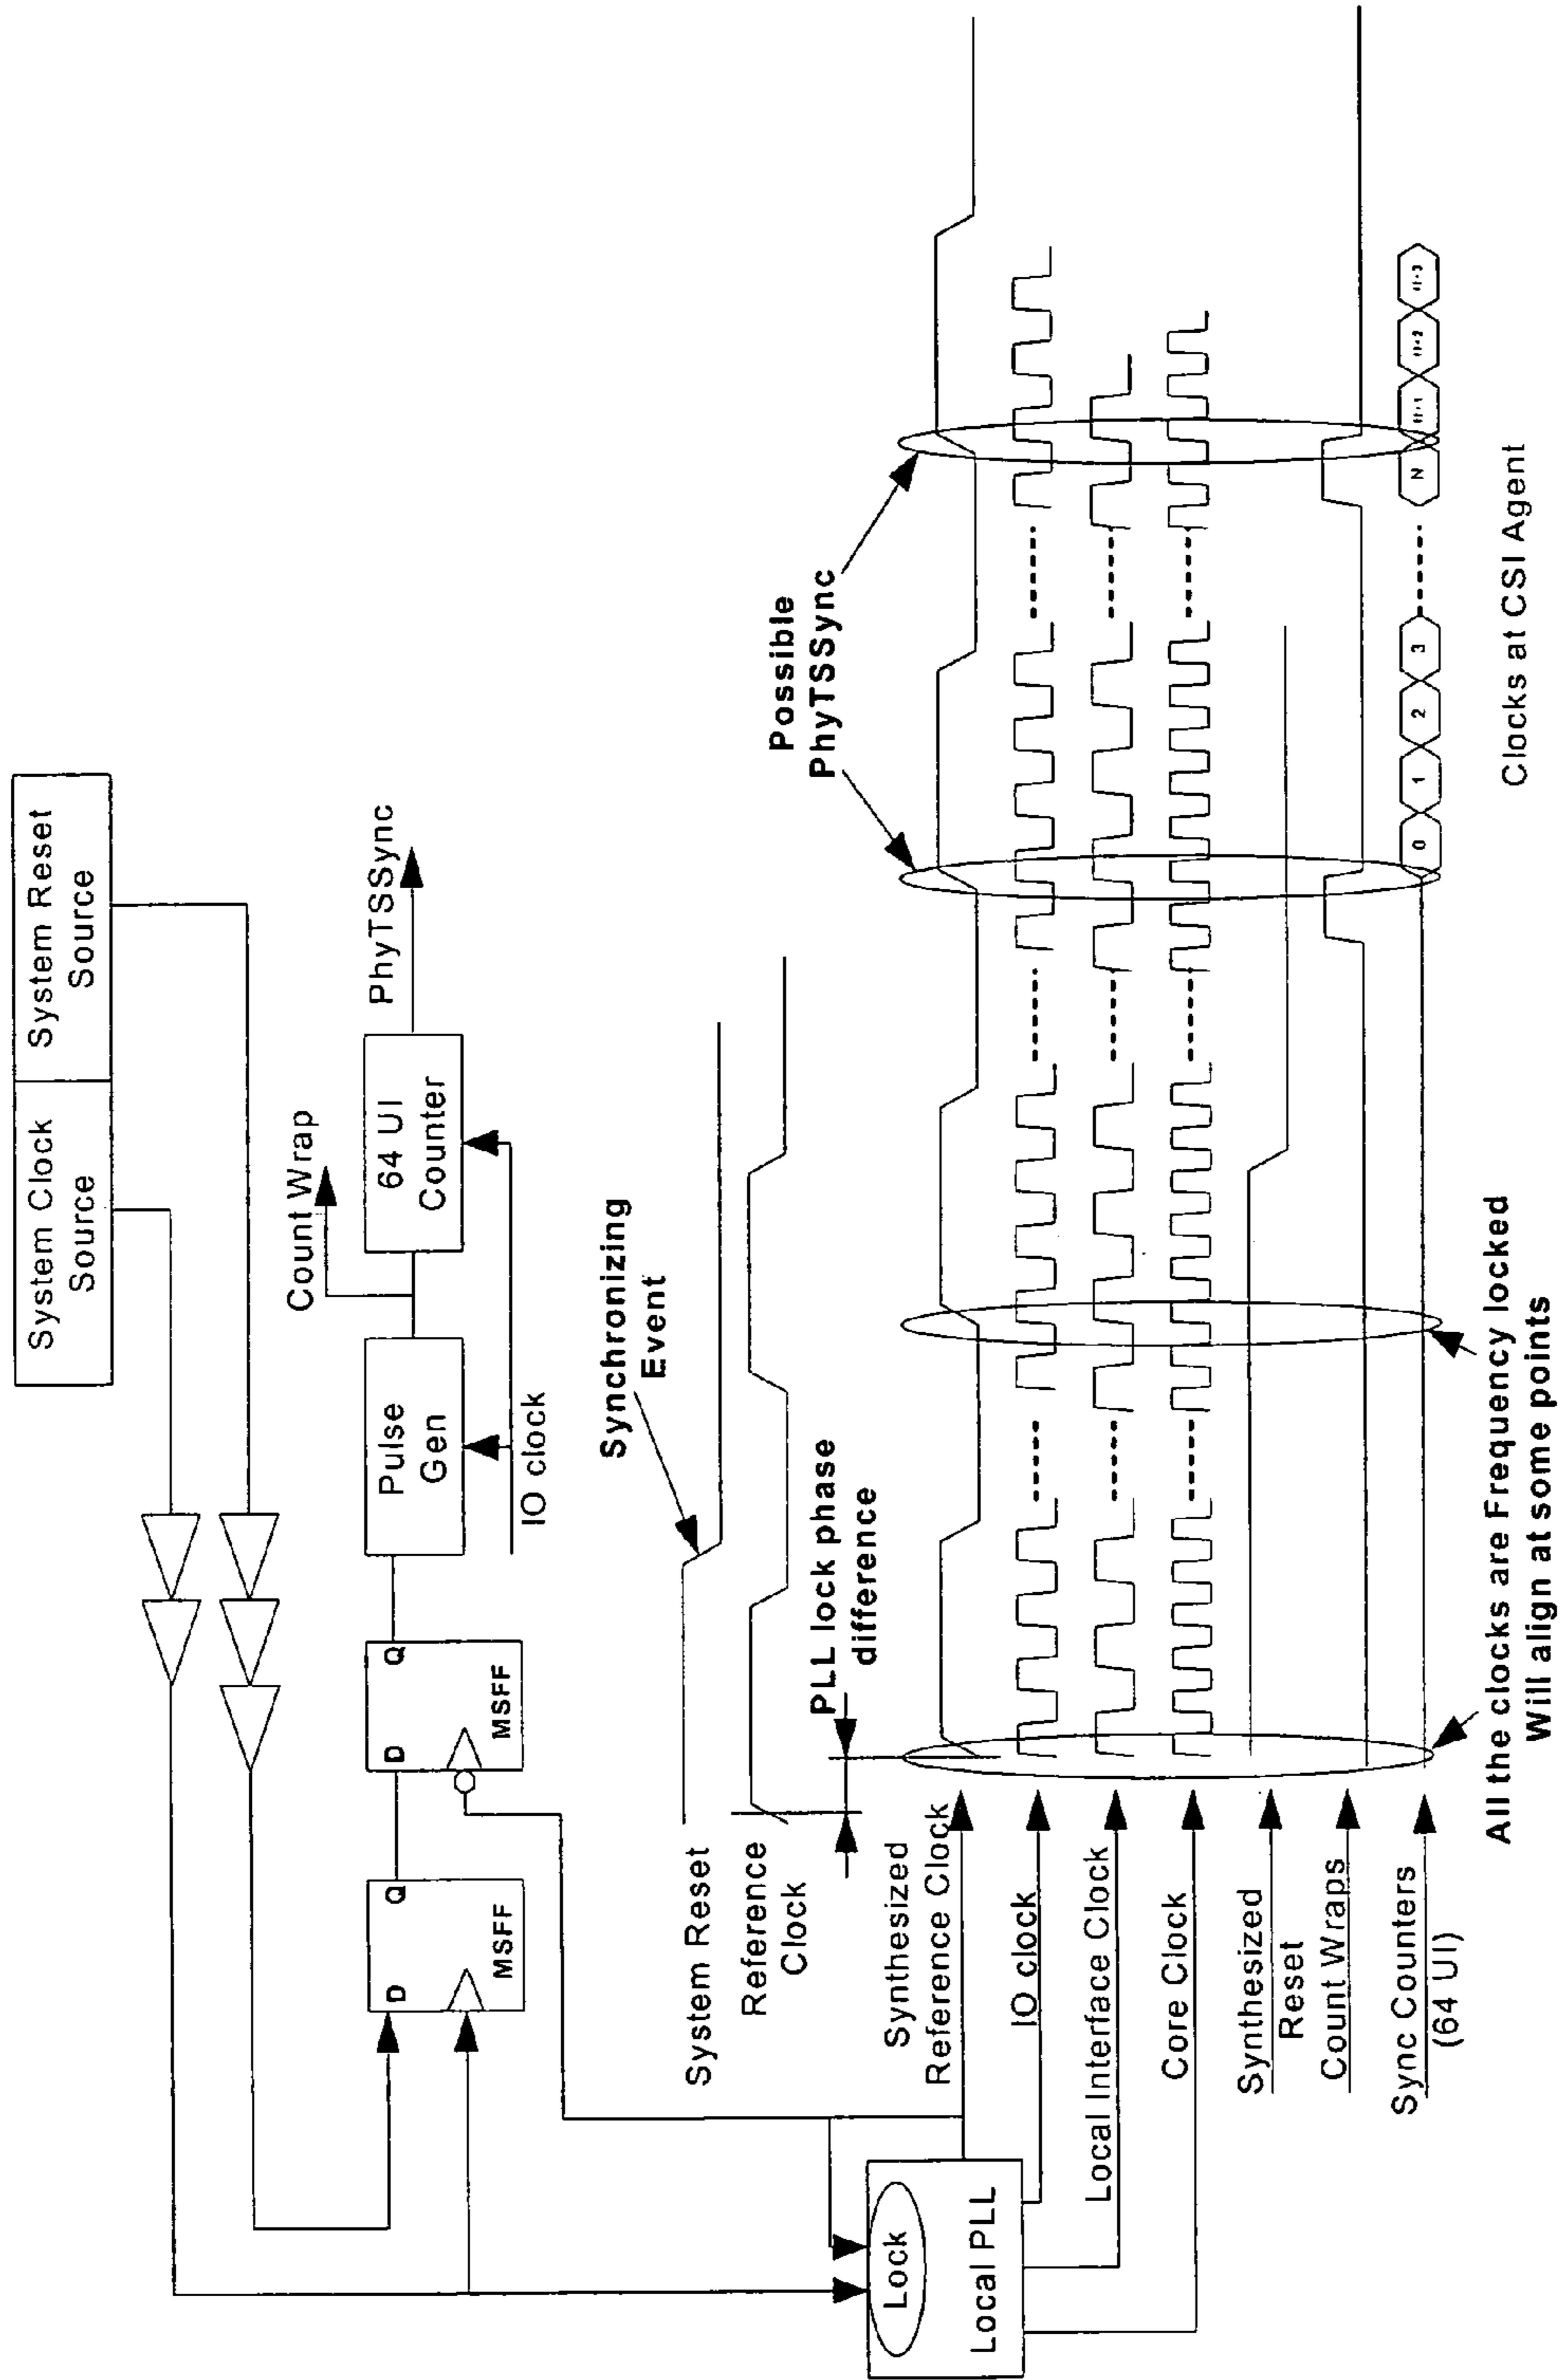 System Clock
Source
System Reset
Source
Count Wrap
PhyTSSync
D
Q
MSFF
D
Q
MSFF
Pulse
Gen
64 UI
Counter
IO clock
System Reset
Synchronizing
Event
Reference
Clock
PLL lock phase
difference
Possible
PhyTSSync
Lock
Local PLL
Synthesized
Reference Clock
IO clock
Local Interface Clock
Core Clock
Synthesized
Reset
Count Wraps
Sync Counters
(64 UI)
0
1
2
3
N
All the clocks are Frequency locked
Will align at some points
Clocks at CSI Agent